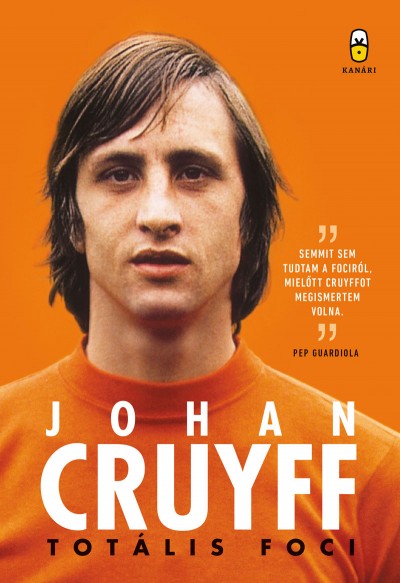 KANÁRI
”
SEMMIT SEM
TUDTAM A FOCIRÓL,
MIELŐTT CRUYFFOT
MEGISMERTEM
VOLNA.
”
PEP GUARDIOLA
JOHAN
CRUYFF
TOTÁLIS FOCI